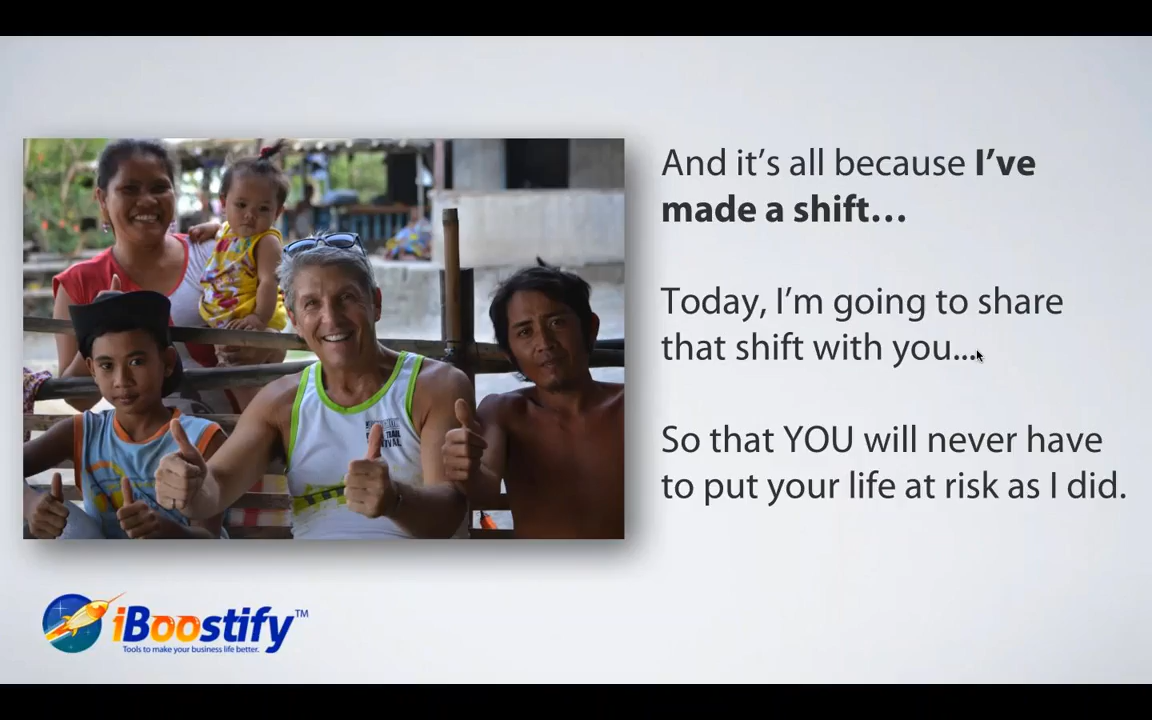 And it's all because I've
made a shift...
Today, I'm going to share
that shift with you...
So that YOU will never have
to put your life at risk as I did.
iBoostify™
Tools to make your business life better.